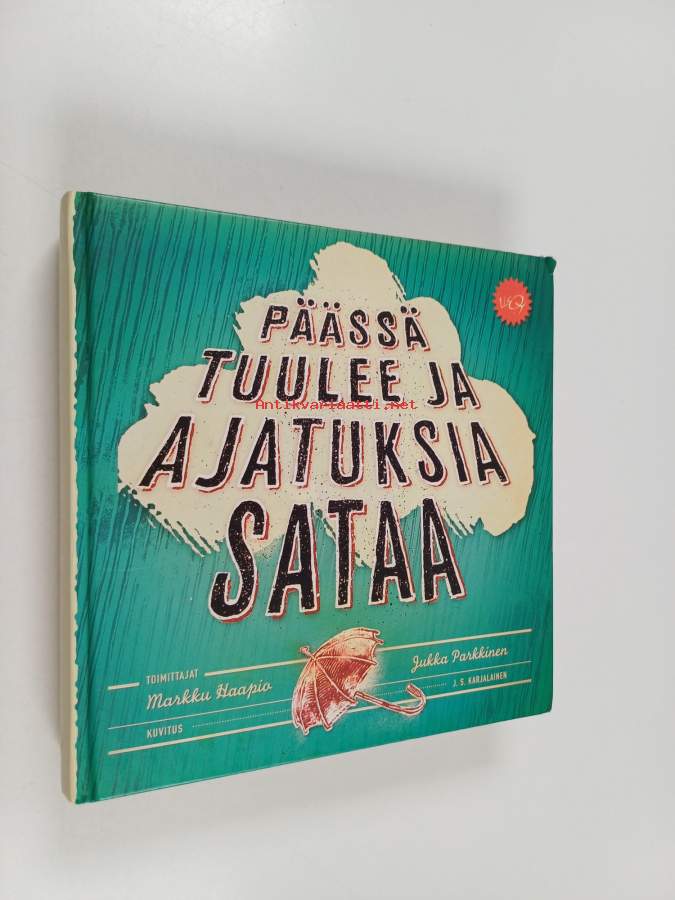 PÄÄSSÄ
TUULEE JA
Antikvariaatti.net
AJATUKSIA
SATAA
TOIMITTAJAT
Markku Haapio
Jukka Parkkinen
KUVITUS
J. S. KARJALAINEN